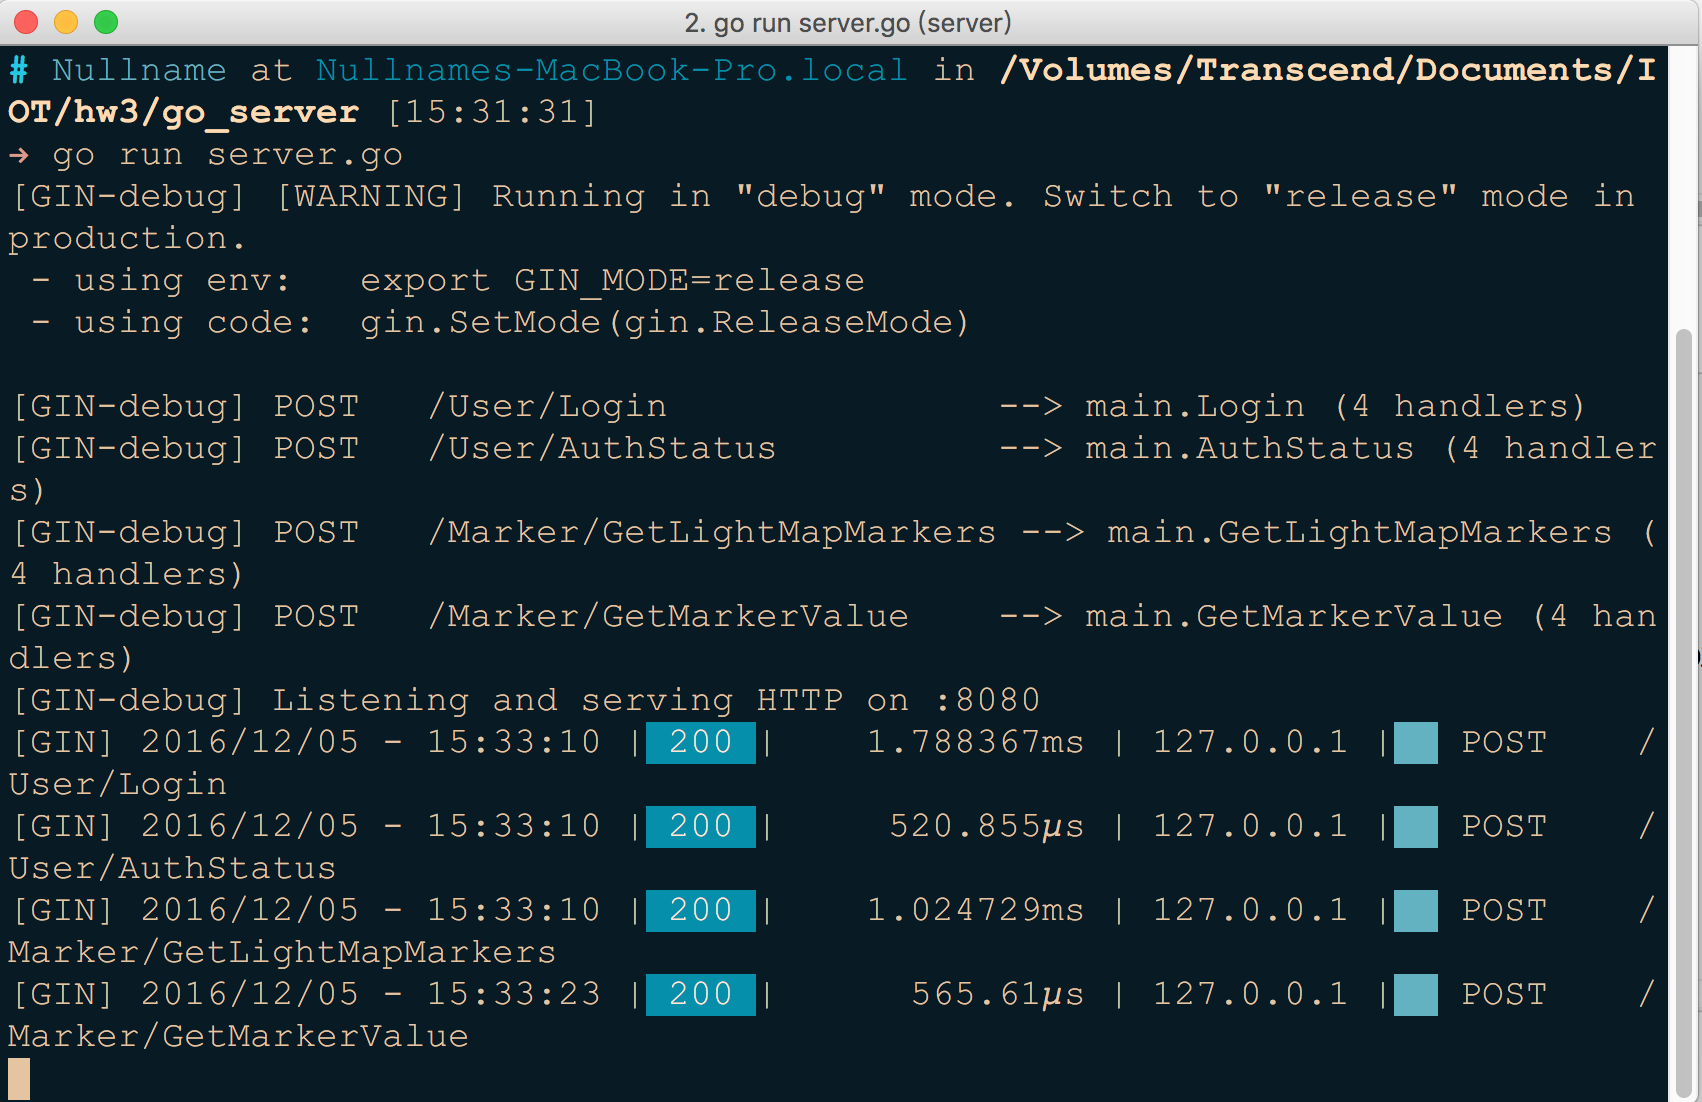 2. go run server.go (server)
# Nullname at Nullnames-MacBook-Pro.local in /Volumes/Transcend/Documents/I
OT/hw3/go_server [15:31:31]
→ go run server.go
[GIN-debug] [WARNING] Running in "debug" mode. Switch to "release" mode in
production.
 - using env:   export GIN_MODE=release
 - using code:  gin.SetMode(gin.ReleaseMode)
[GIN-debug] POST   /User/Login               --> main.Login (4 handlers)
[GIN-debug] POST   /User/AuthStatus          --> main.AuthStatus (4 handler
s)
[GIN-debug] POST   /Marker/GetLightMapMarkers --> main.GetLightMapMarkers (
4 handlers)
[GIN-debug] POST   /Marker/GetMarkerValue    --> main.GetMarkerValue (4 han
dlers)
[GIN-debug] Listening and serving HTTP on :8080
[GIN] 2016/12/05 - 15:33:10 | 200 |    1.788367ms | 127.0.0.1 |   POST    /
User/Login
[GIN] 2016/12/05 - 15:33:10 | 200 |     520.855µs | 127.0.0.1 |   POST    /
User/AuthStatus
[GIN] 2016/12/05 - 15:33:10 | 200 |    1.024729ms | 127.0.0.1 |   POST    /
Marker/GetLightMapMarkers
[GIN] 2016/12/05 - 15:33:23 | 200 |      565.61µs | 127.0.0.1 |   POST    /
Marker/GetMarkerValue